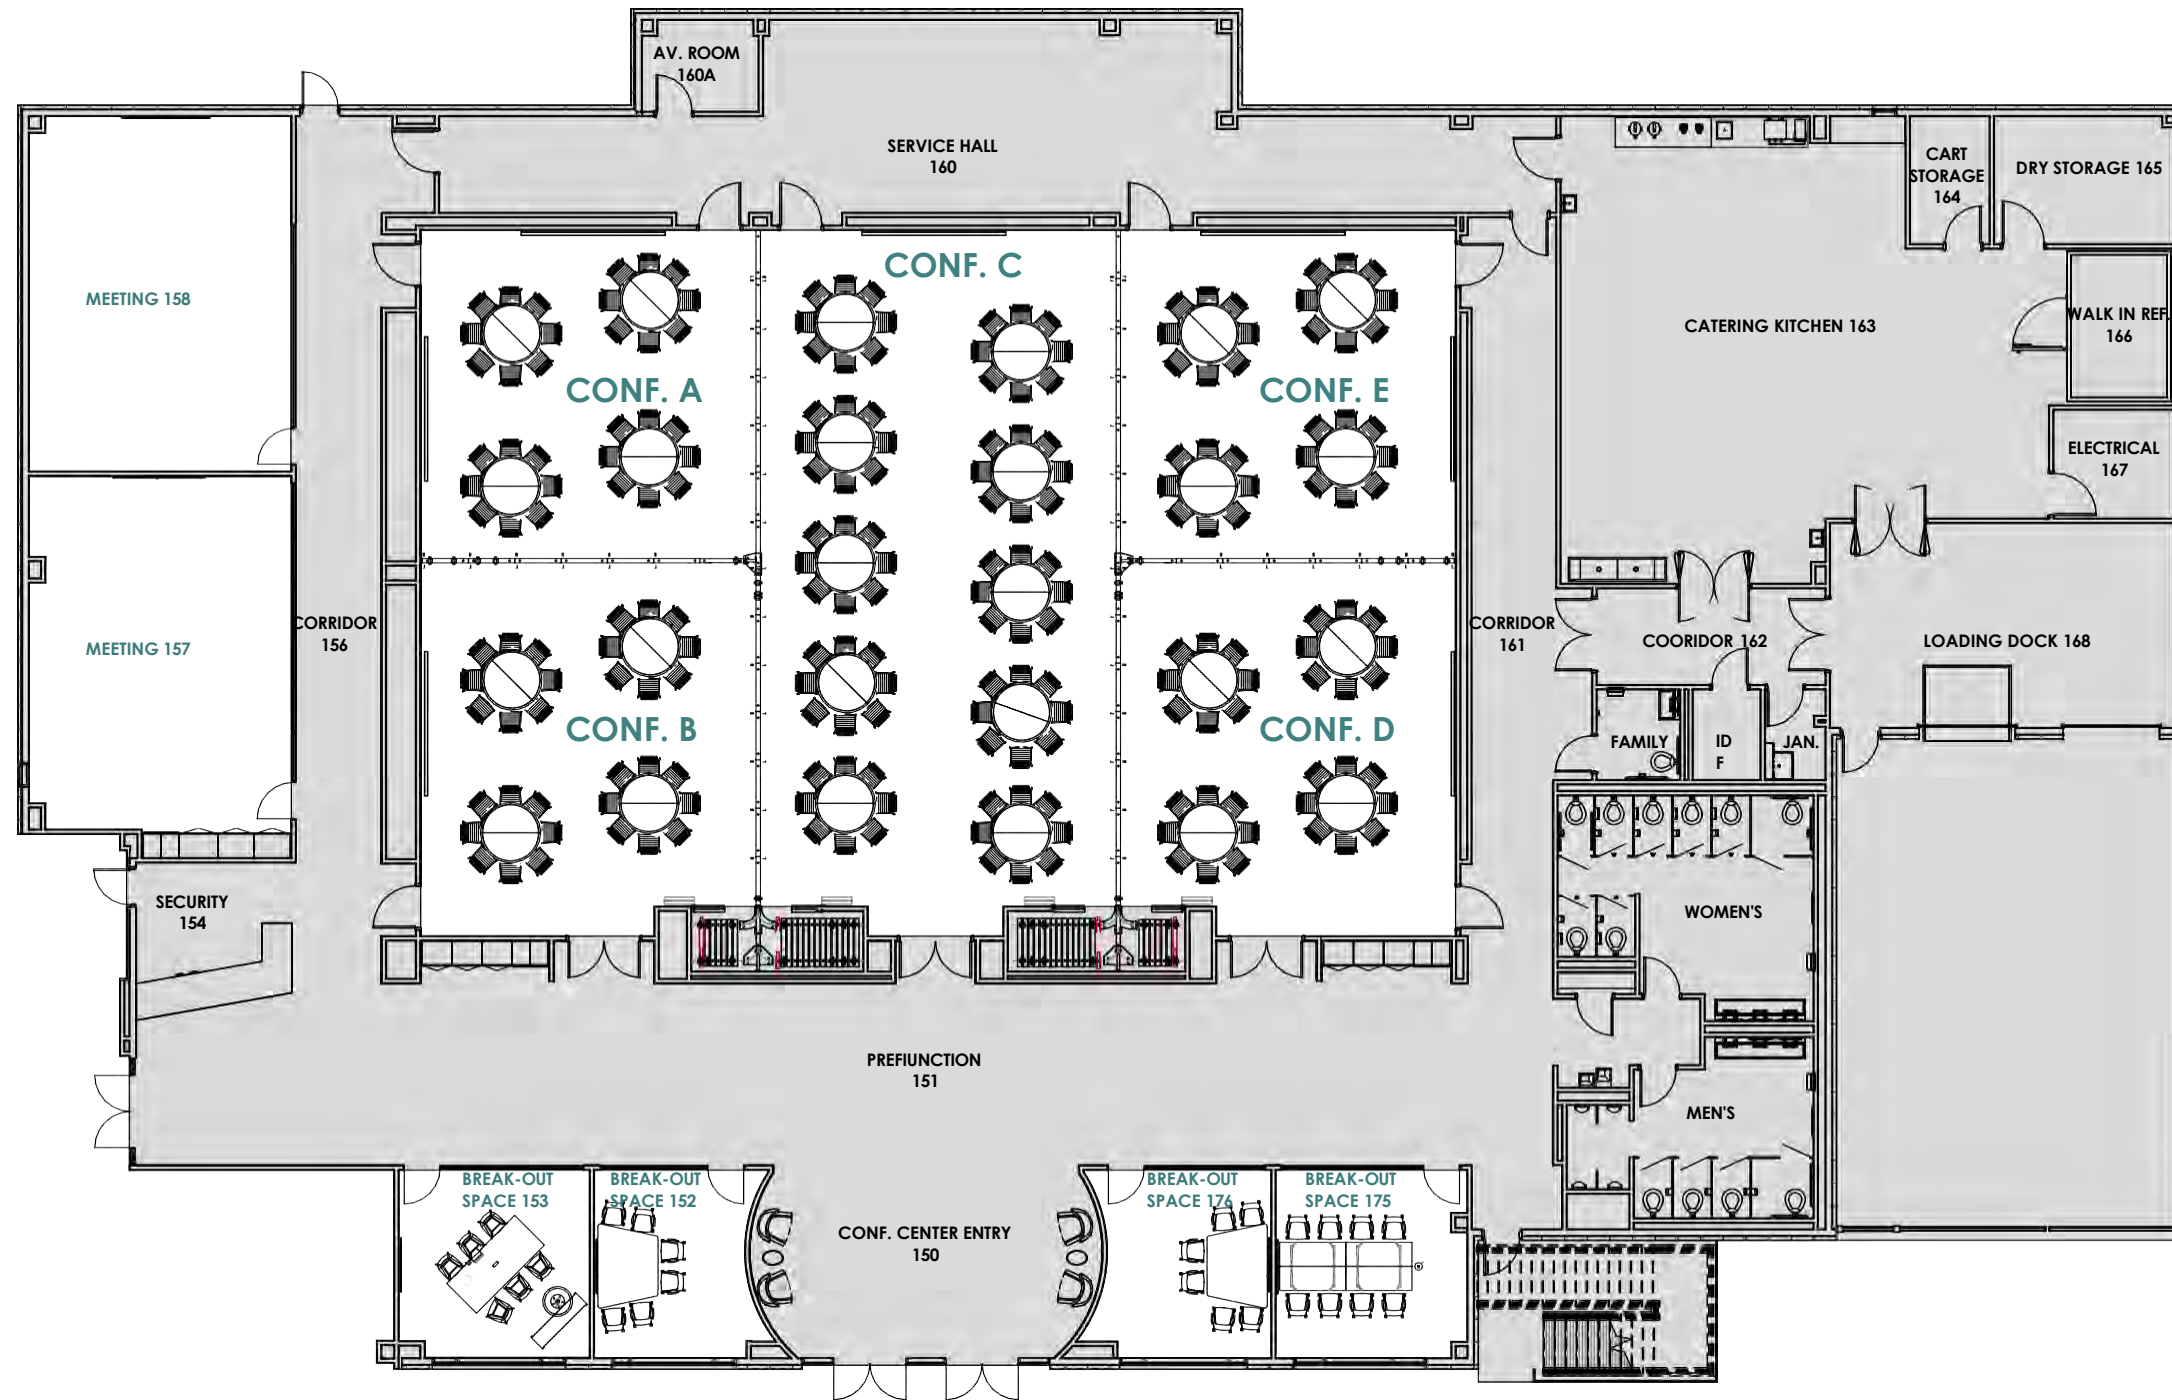 AV. ROOM
160A
SERVICE HALL
160
CART
STORAGE
164
DRY STORAGE 165
MEETING 158
CONF. C
CONF. A
CONF. E
CATERING KITCHEN 163
WALK IN REF.
166
ELECTRICAL
167
MEETING 157
CORRIDOR
156
CORRIDOR
161
COORIDOR 162
LOADING DOCK 168
CONF. B
CONF. D
FAMILY
ID
F
JAN.
SECURITY
154
WOMEN'S
PREFIUNCTION
151
MEN'S
BREAK-OUT
SPACE 153
BREAK-OUT
SPACE 152
BREAK-OUT
SPACE 176
BREAK-OUT
SPACE 175
CONF. CENTER ENTRY
150